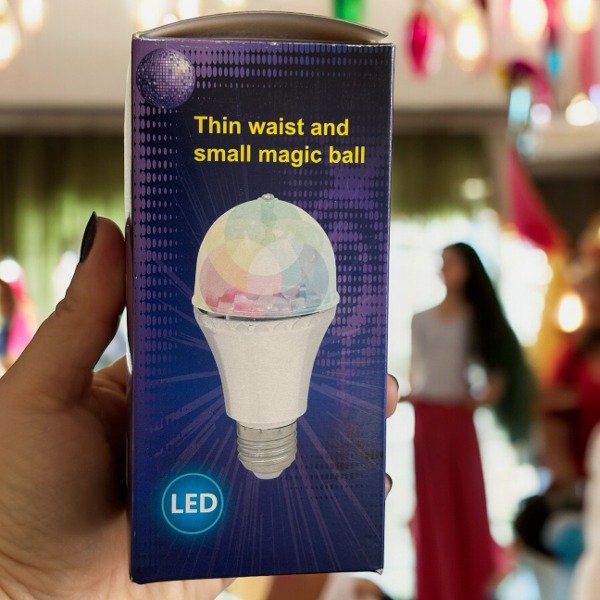 Thin waist and
small magic ball
LED